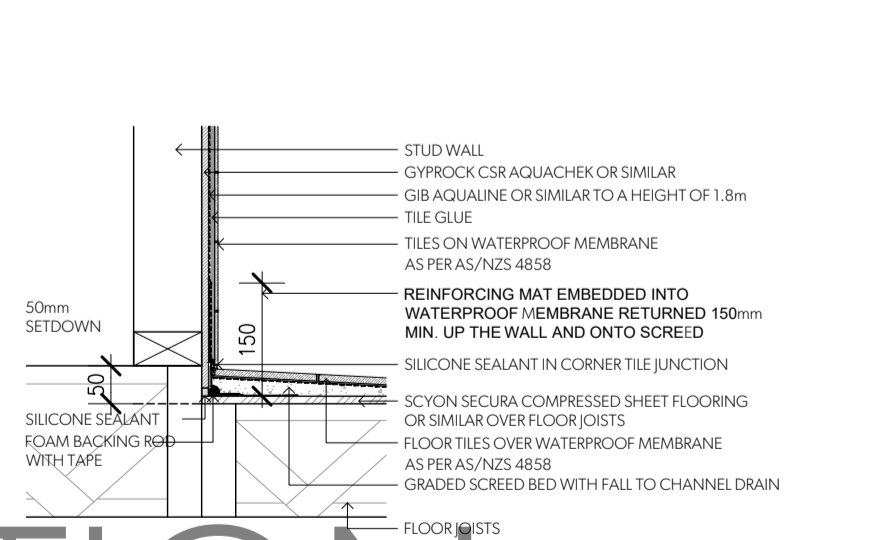 STUD WALL
GYPROCK CSR AQUACHEK OR SIMILAR
GIB AQUALINE OR SIMILAR TO A HEIGHT OF 1.8m
TILE GLUE
TILES ON WATERPROOF MEMBRANE
AS PER AS/NZS 4858
REINFORCING MAT EMBEDDED INTO
WATERPROOF MEMBRANE RETURNED 150mm
MIN. UP THE WALL AND ONTO SCREED
50mm
SETDOWN
150
SILICONE SEALANT IN CORNER TILE JUNCTION
50
SCYON SECURA COMPRESSED SHEET FLOORING
OR SIMILAR OVER FLOOR JOISTS
SILICONE SEALANT
FOAM BACKING ROD
WITH TAPE
FLOOR TILES OVER WATERPROOF MEMBRANE
AS PER AS/NZS 4858
GRADED SCREED BED WITH FALL TO CHANNEL DRAIN
FLOOR JOISTS